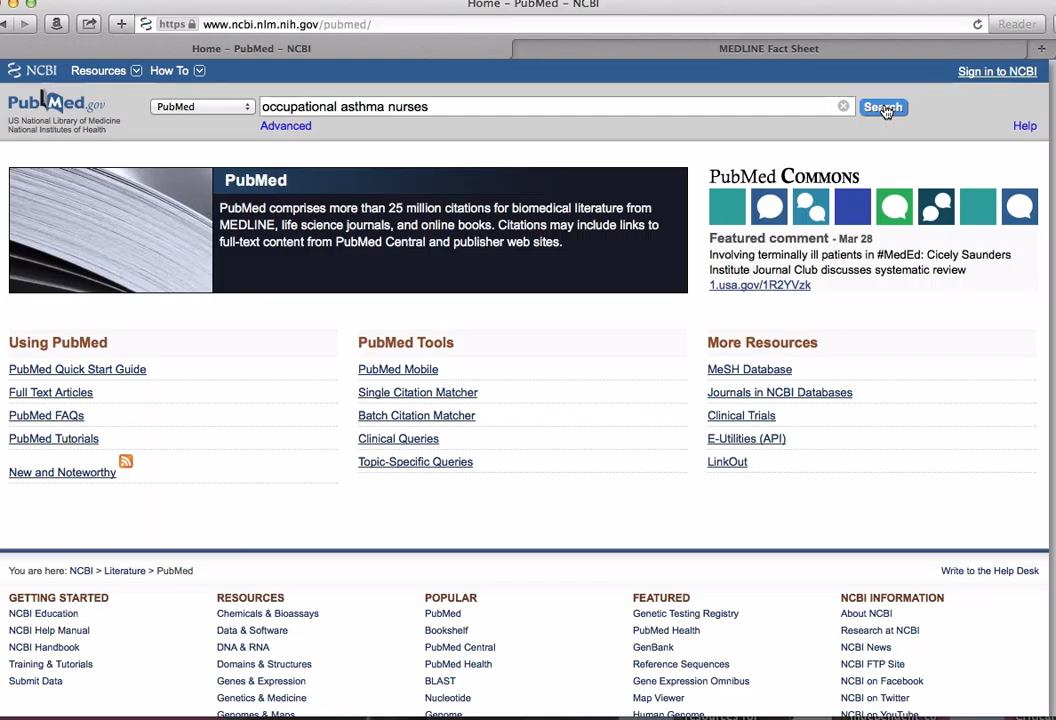 Home – PubMed – NCBI
https www.ncbi.nlm.nih.gov/pubmed/ Reader
Home – PubMed – NCBI MEDLINE Fact Sheet
NCBI Resources How To Sign in to NCBI
PubMed.gov
US National Library of Medicine
National Institutes of Health
PubMed occupational asthma nurses Search
Advanced Help
PubMed
PubMed comprises more than 25 million citations for biomedical literature from
MEDLINE, life science journals, and online books. Citations may include links to
full-text content from PubMed Central and publisher web sites.
PubMed COMMONS
Featured comment - Mar 28
Involving terminally ill patients in #MedEd: Cicely Saunders
Institute Journal Club discusses systematic review
1.usa.gov/1R2YVzk
Using PubMed
PubMed Quick Start Guide
Full Text Articles
PubMed FAQs
PubMed Tutorials
New and Noteworthy
PubMed Tools
PubMed Mobile
Single Citation Matcher
Batch Citation Matcher
Clinical Queries
Topic-Specific Queries
More Resources
MeSH Database
Journals in NCBI Databases
Clinical Trials
E-Utilities (API)
LinkOut
You are here: NCBI > Literature > PubMed Write to the Help Desk
GETTING STARTED
NCBI Education
NCBI Help Manual
NCBI Handbook
Training & Tutorials
Submit Data
RESOURCES
Chemicals & Bioassays
Data & Software
DNA & RNA
Domains & Structures
Genes & Expression
Genetics & Medicine
Genomes & Maps
POPULAR
PubMed
Bookshelf
PubMed Central
PubMed Health
BLAST
Nucleotide
Genome
FEATURED
Genetic Testing Registry
PubMed Health
GenBank
Reference Sequences
Gene Expression Omnibus
Map Viewer
Human Genome
NCBI INFORMATION
About NCBI
Research at NCBI
NCBI News
NCBI FTP Site
NCBI on Facebook
NCBI on Twitter
NCBI on YouTube